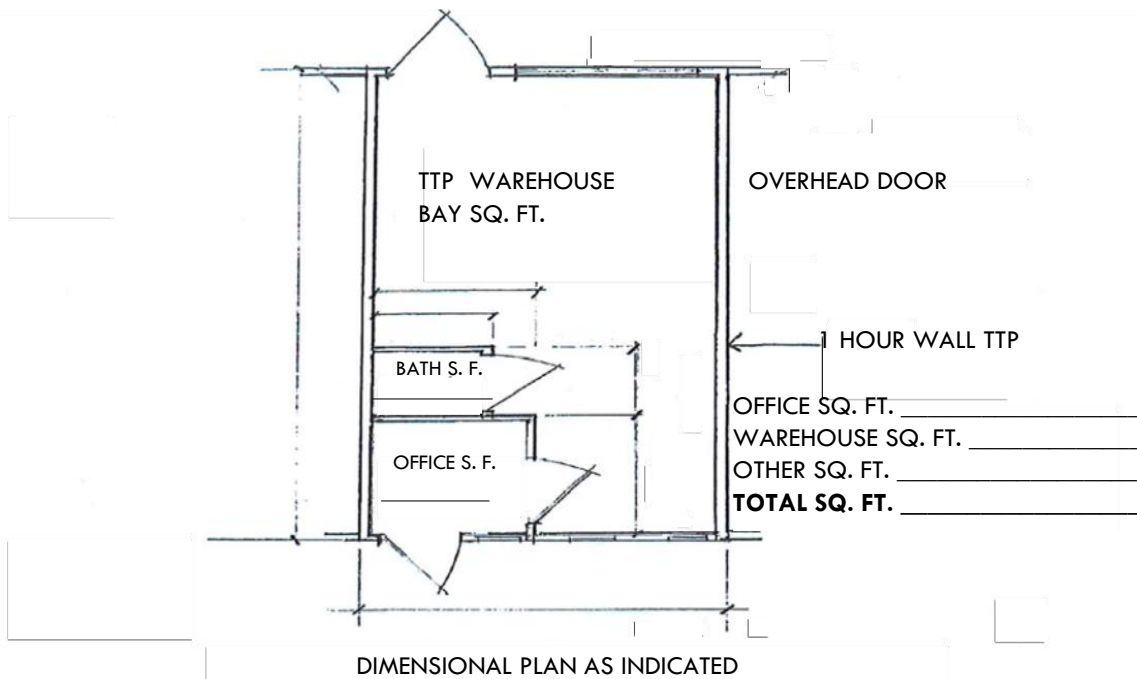 TTP WAREHOUSE
BAY SQ. FT.
OVERHEAD DOOR
1 HOUR WALL TTP
BATH S. F.
OFFICE S. F.
OFFICE SQ. FT.
WAREHOUSE SQ. FT.
OTHER SQ. FT.
TOTAL SQ. FT.
DIMENSIONAL PLAN AS INDICATED